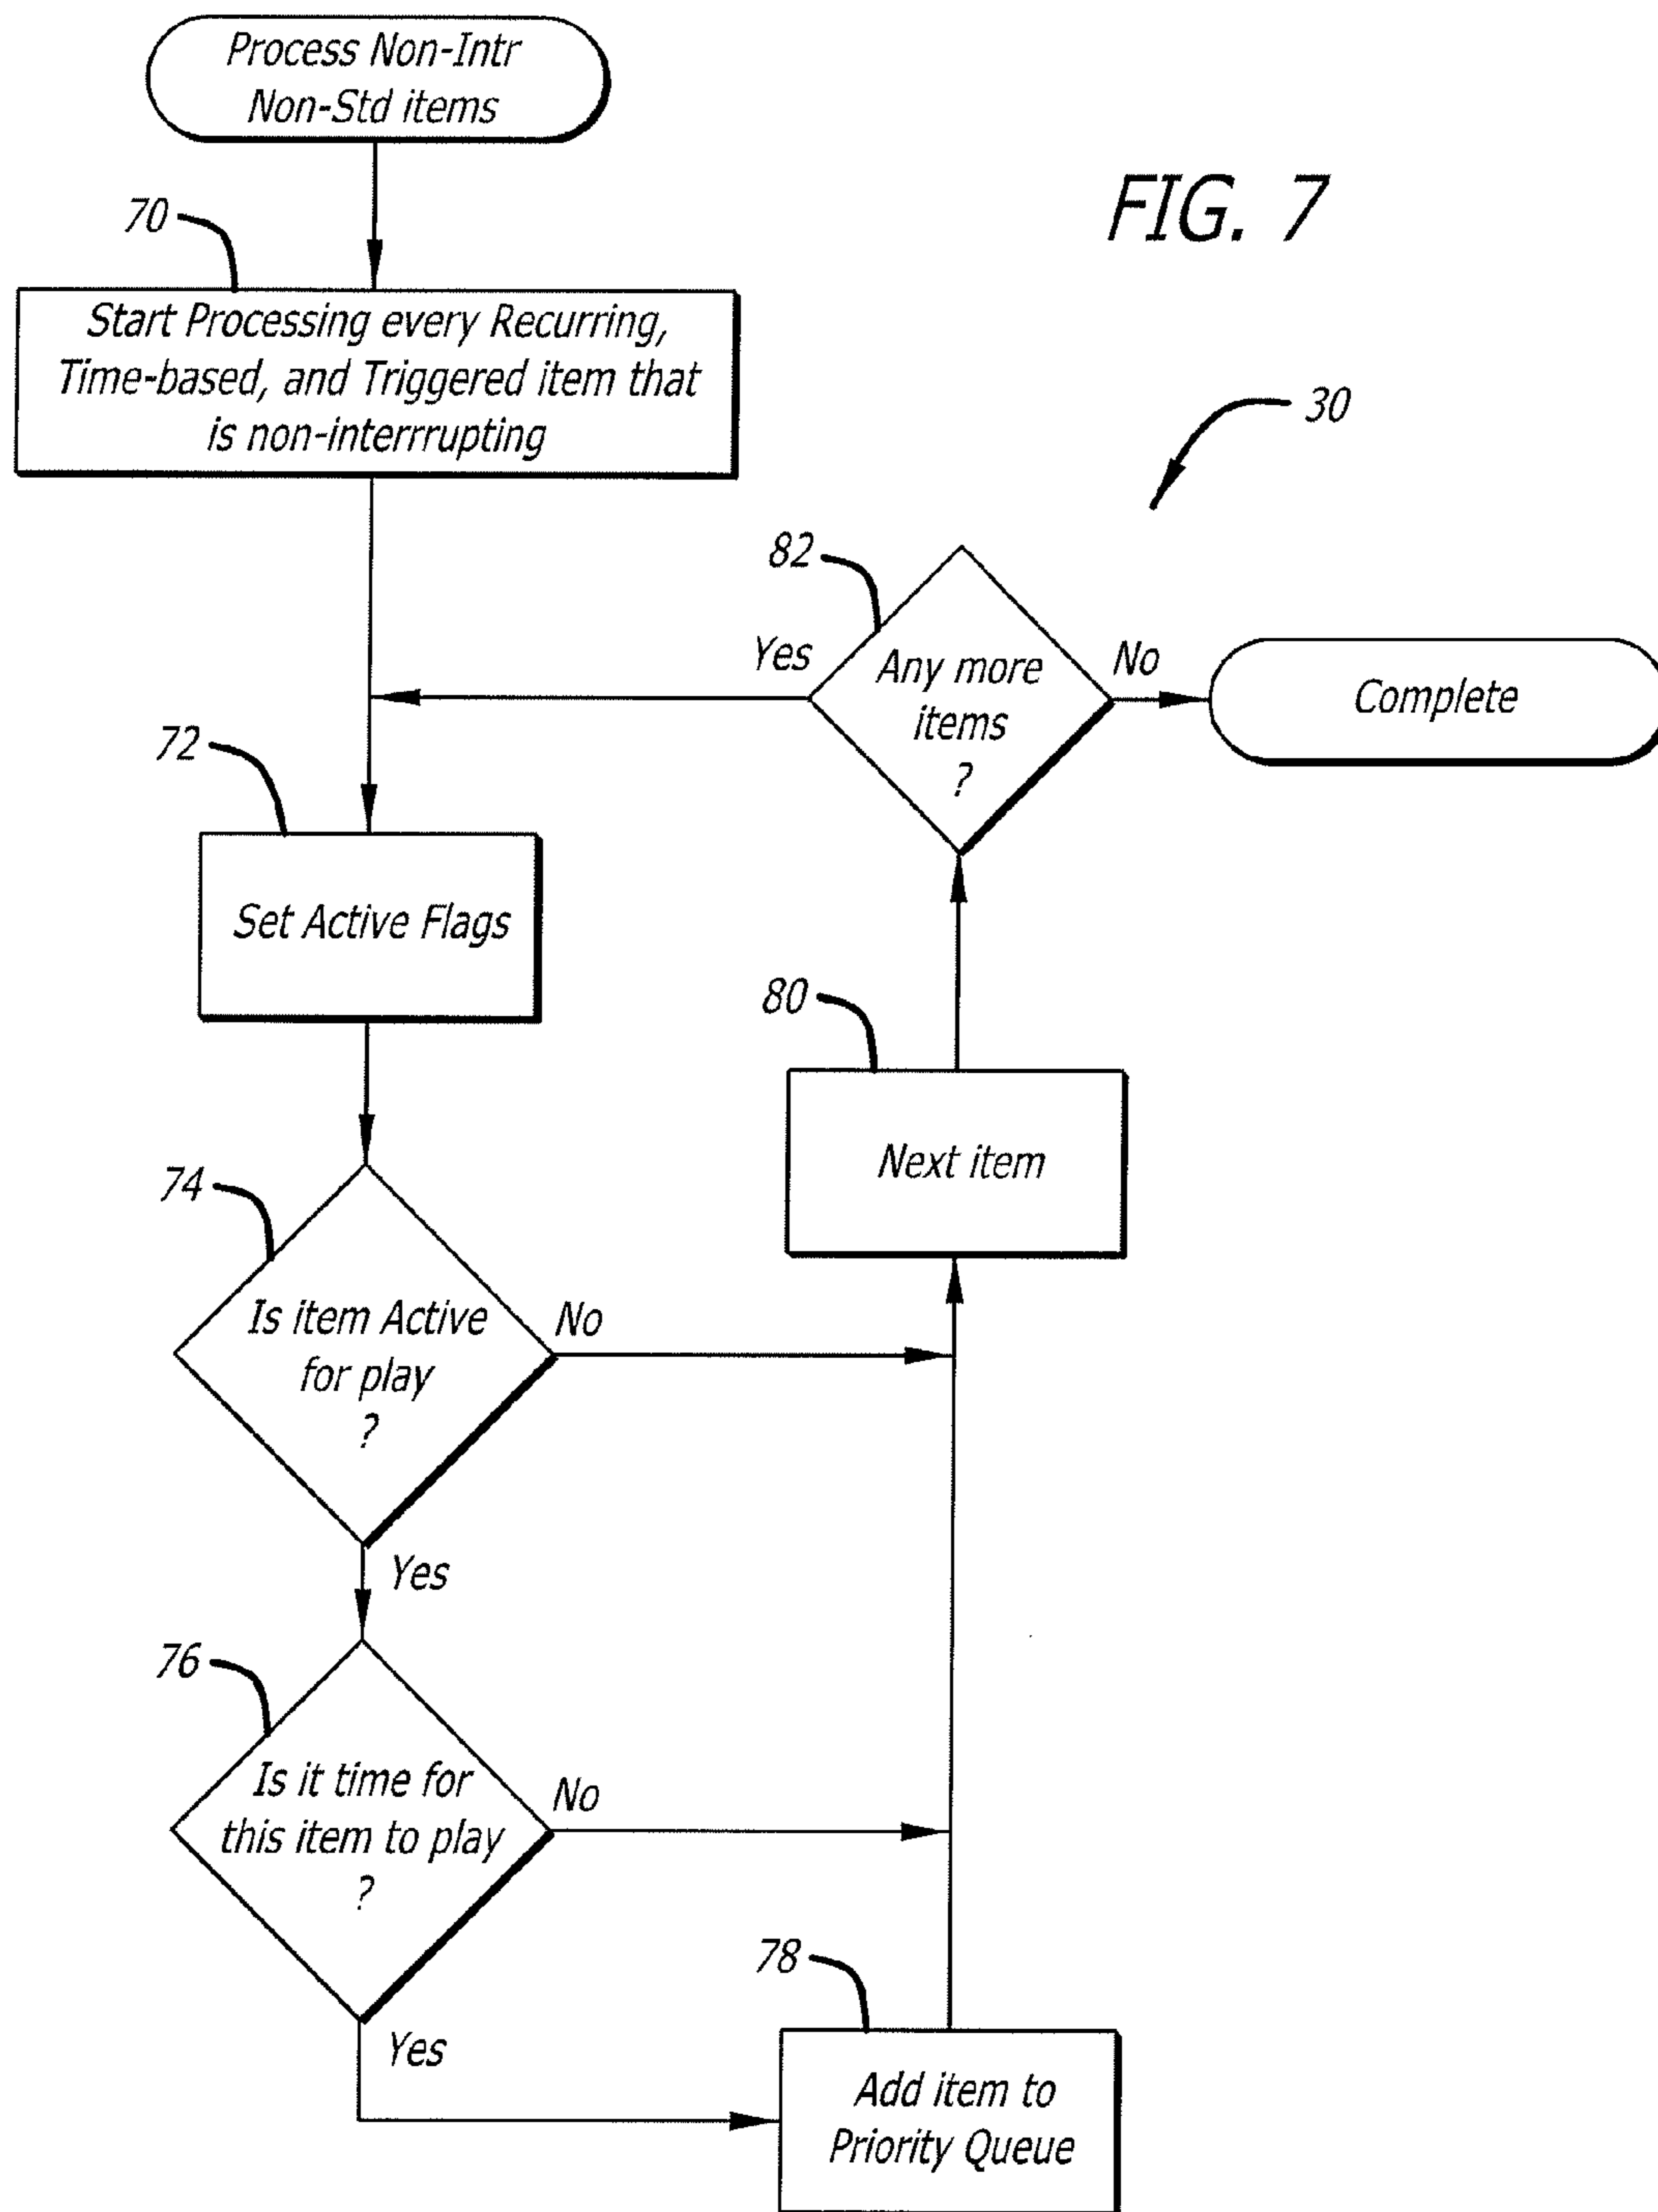 Process Non-Intr
Non-Std items
FIG. 7
70
Start Processing every Recurring,
Time-based, and Triggered item that
is non-interrrupting
30
82
Yes
Any more
items
?
No
Complete
72
Set Active Flags
80
Next item
74
Is item Active
for play
?
No
Yes
76
Is it time for
this item to play
?
No
Yes
78
Add item to
Priority Queue